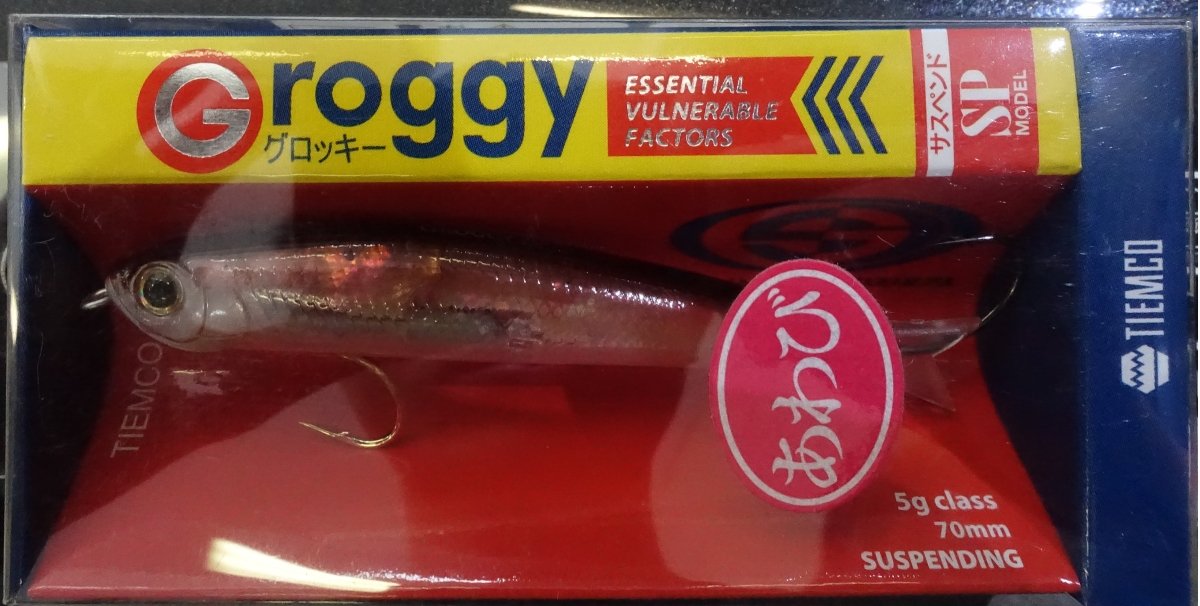 Groggy
グロッキー
ESSENTIAL
VULNERABLE
FACTORS
サスペンド
SP
MODEL
TIEMCO
TIEMCO
あわび
5g class
70mm
SUSPENDING